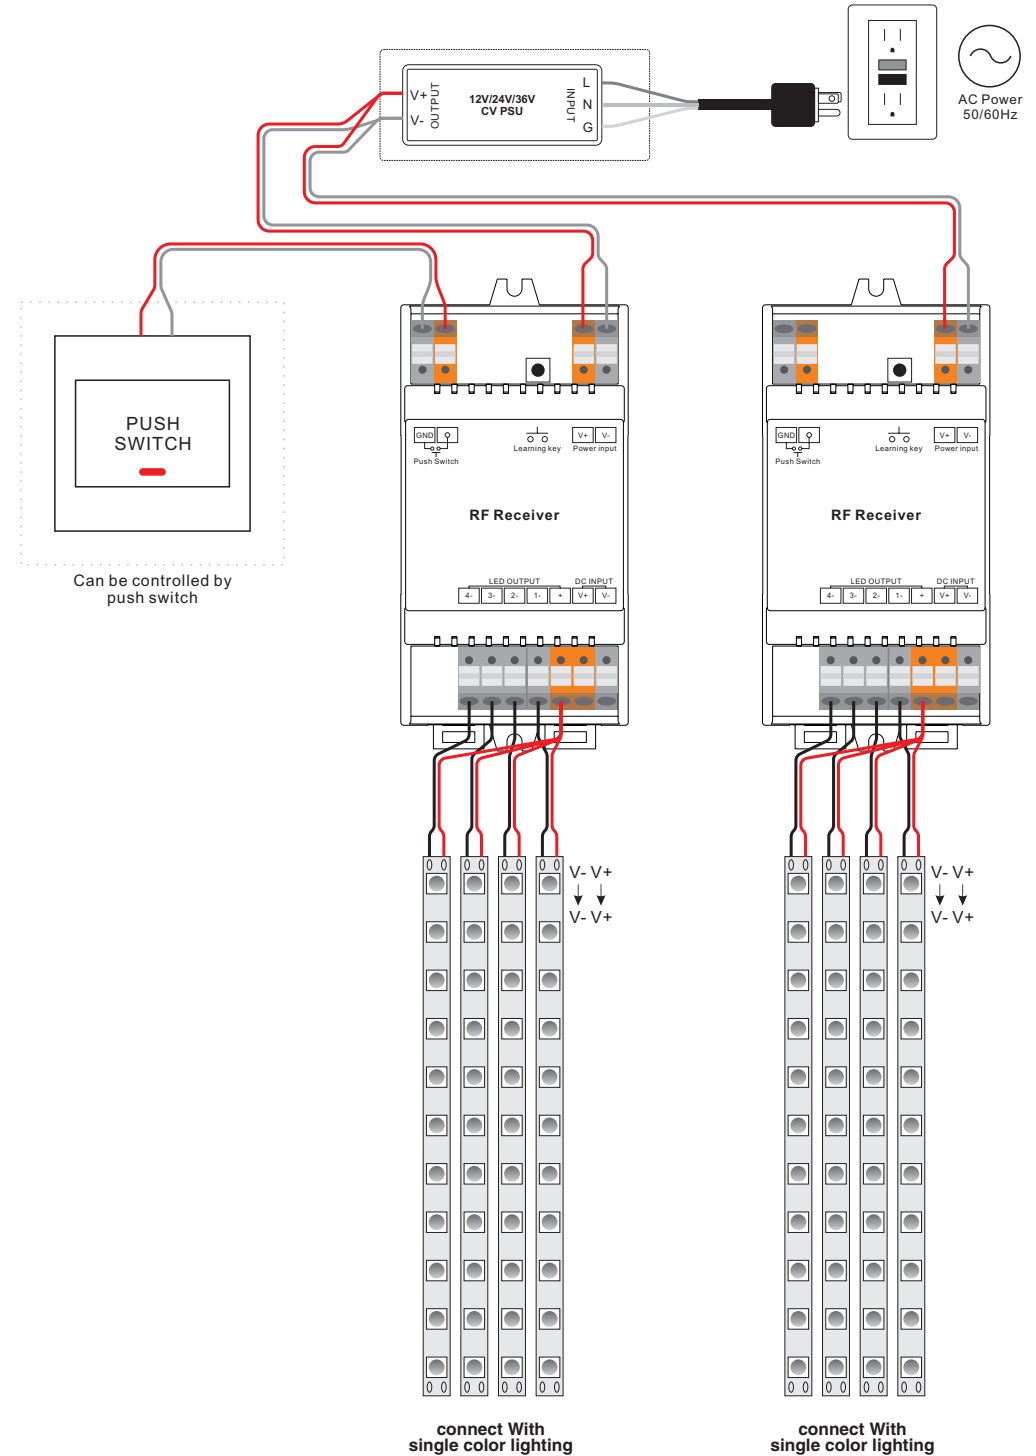 L
V+
OUTPUT
12V/24V/36V
CV PSU
INPUT
N
V-
G
AC Power
50/60Hz
PUSH
SWITCH
Can be controlled by
push switch
GND
Push Switch
Learning key
V+ V-
Power input
RF Receiver
LED OUTPUT DC INPUT
4- 3- 2- 1- + V+ V-
GND
Push Switch
Learning key
V+ V-
Power input
RF Receiver
LED OUTPUT DC INPUT
4- 3- 2- 1- + V+ V-
V- V+
V- V+
V- V+
V- V+
connect With
single color lighting
connect With
single color lighting